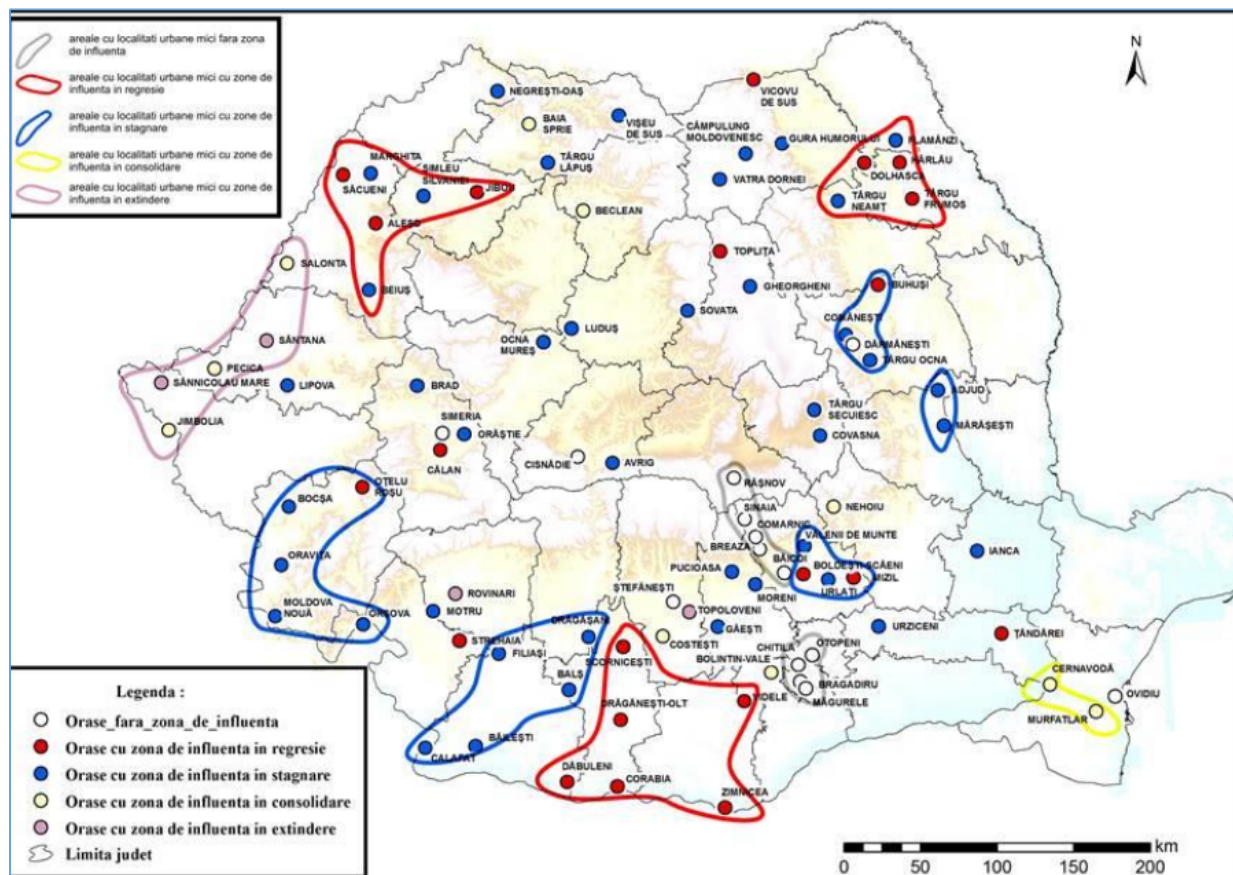 areale cu localitati urbane mici fara zona
de influenta
areale cu localitati urbane mici cu zone de
influenta in regresie
areale cu localitati urbane mici cu zone de
influenta in stagnare
areale cu localitati urbane mici cu zone de
influenta in consolidare
areale cu localitati urbane mici cu zone de
influenta in extindere
N
NEGREȘTI-OAȘ
VICOVU
DE SUS
BAIA
SPRIE
VIȘEU
DE SUS
CÂMPULUNG
MOLDOVENESC
GURA HUMORULUI
FLAMÂNZI
MARGHITA
ȘIMLEU
SILVANIEI
TÂRGU
LĂPUȘ
HÂRLĂU
DOLHASCA
SĂCUENI
JIBOU
VATRA DORNEI
TÂRGU
NEAMȚ
TÂRGU
FRUMOS
ALEȘD
BECLEAN
TOPLIȚA
SALONTA
BEIUȘ
GHEORGHENI
BUHUȘI
SOVATA
COMĂNEȘTI
LUDUȘ
SÂNTANA
OCNA
MUREȘ
DĂRMĂNEȘTI
TÂRGU OCNA
PECICA
SÂNNICOLAU MARE
LIPOVA
BRAD
ADJUD
JIMBOLIA
SIMERIA
ORĂȘTIE
TÂRGU
SECUIESC
COVASNA
MĂRĂȘEȘTI
CĂLAN
CISNĂDIE
AVRIG
OȚELU
ROȘU
BOCȘA
RÂȘNOV
SINAIA
COMARNIC
NEHOIU
BREAZA
VĂLENII DE MUNTE
ORAVIȚA
BĂICOI
IANCA
PUCIOASA
BOLDEȘTI-SCĂENI
MIZIL
URLAȚI
MORENI
ROVINARI
ȘTEFĂNEȘTI
MOLDOVA
NOUĂ
ORȘOVA
MOTRU
TOPOLOVENI
DRĂGĂȘANI
GĂEȘTI
URZICENI
ȚĂNDĂREI
STREHAIA
COSTEȘTI
FILIAȘI
SCORNICEȘTI
CHITILA
OTOPENI
BOLINTIN-VALE
CERNAVODĂ
BALȘ
BRAGADIRU
OVIDIU
DRĂGĂNEȘTI-OLT
VIDELE
MĂGURELE
MURFATLAR
BĂILEȘTI
CALAFAT
DĂBULENI
CORABIA
ZIMNICEA
Legenda :
Orase_fara_zona_de_influenta
Orase cu zona de influenta in regresie
Orase cu zona de influenta in stagnare
Orase cu zona de influenta in consolidare
Orase cu zona de influenta in extindere
Limita judet
km
0 50 100 150 200